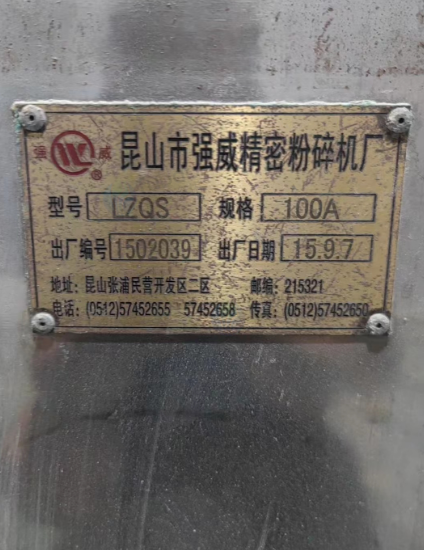 强 威 ®
昆山市强威精密粉碎机厂
型号 LZQS 规格 100A
出厂编号 1502039 出厂日期 15.9.7
地址: 昆山张浦民营开发区二区 邮编: 215321
电话: (0512)57452655 57452658 传真: (0512)57452650